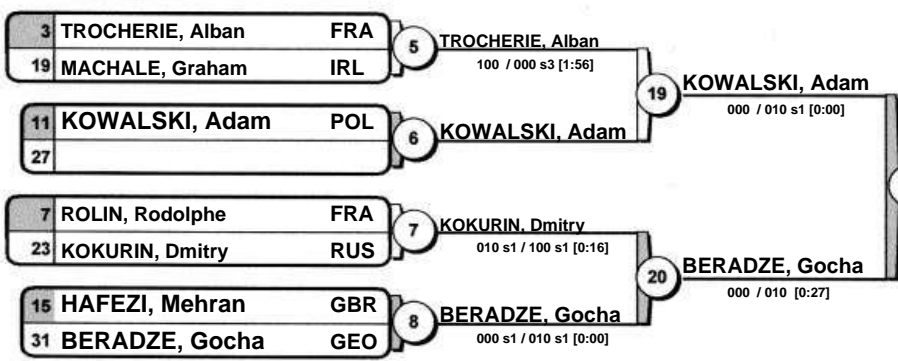 3 TROCHERIE, Alban FRA
19 MACHALE, Graham IRL
5
TROCHERIE, Alban
100 / 000 s3 [1:56]
11 KOWALSKI, Adam POL
27
6
KOWALSKI, Adam
19
KOWALSKI, Adam
000 / 010 s1 [0:00]
7 ROLIN, Rodolphe FRA
23 KOKURIN, Dmitry RUS
7
KOKURIN, Dmitry
010 s1 / 100 s1 [0:16]
15 HAFEZI, Mehran GBR
31 BERADZE, Gocha GEO
8
BERADZE, Gocha
000 s1 / 010 s1 [0:00]
20
BERADZE, Gocha
000 / 010 [0:27]